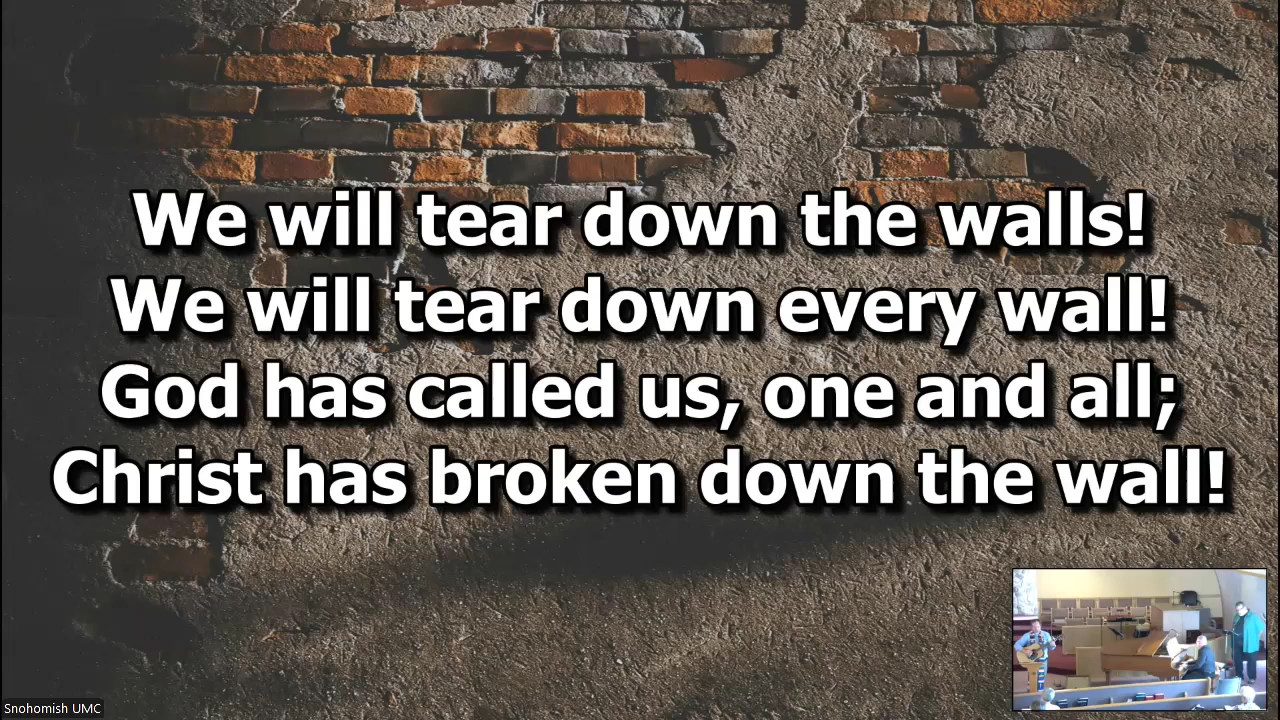 We will tear down the walls!
We will tear down every wall!
God has called us, one and all;
Christ has broken down the wall!
Snohomish UMC